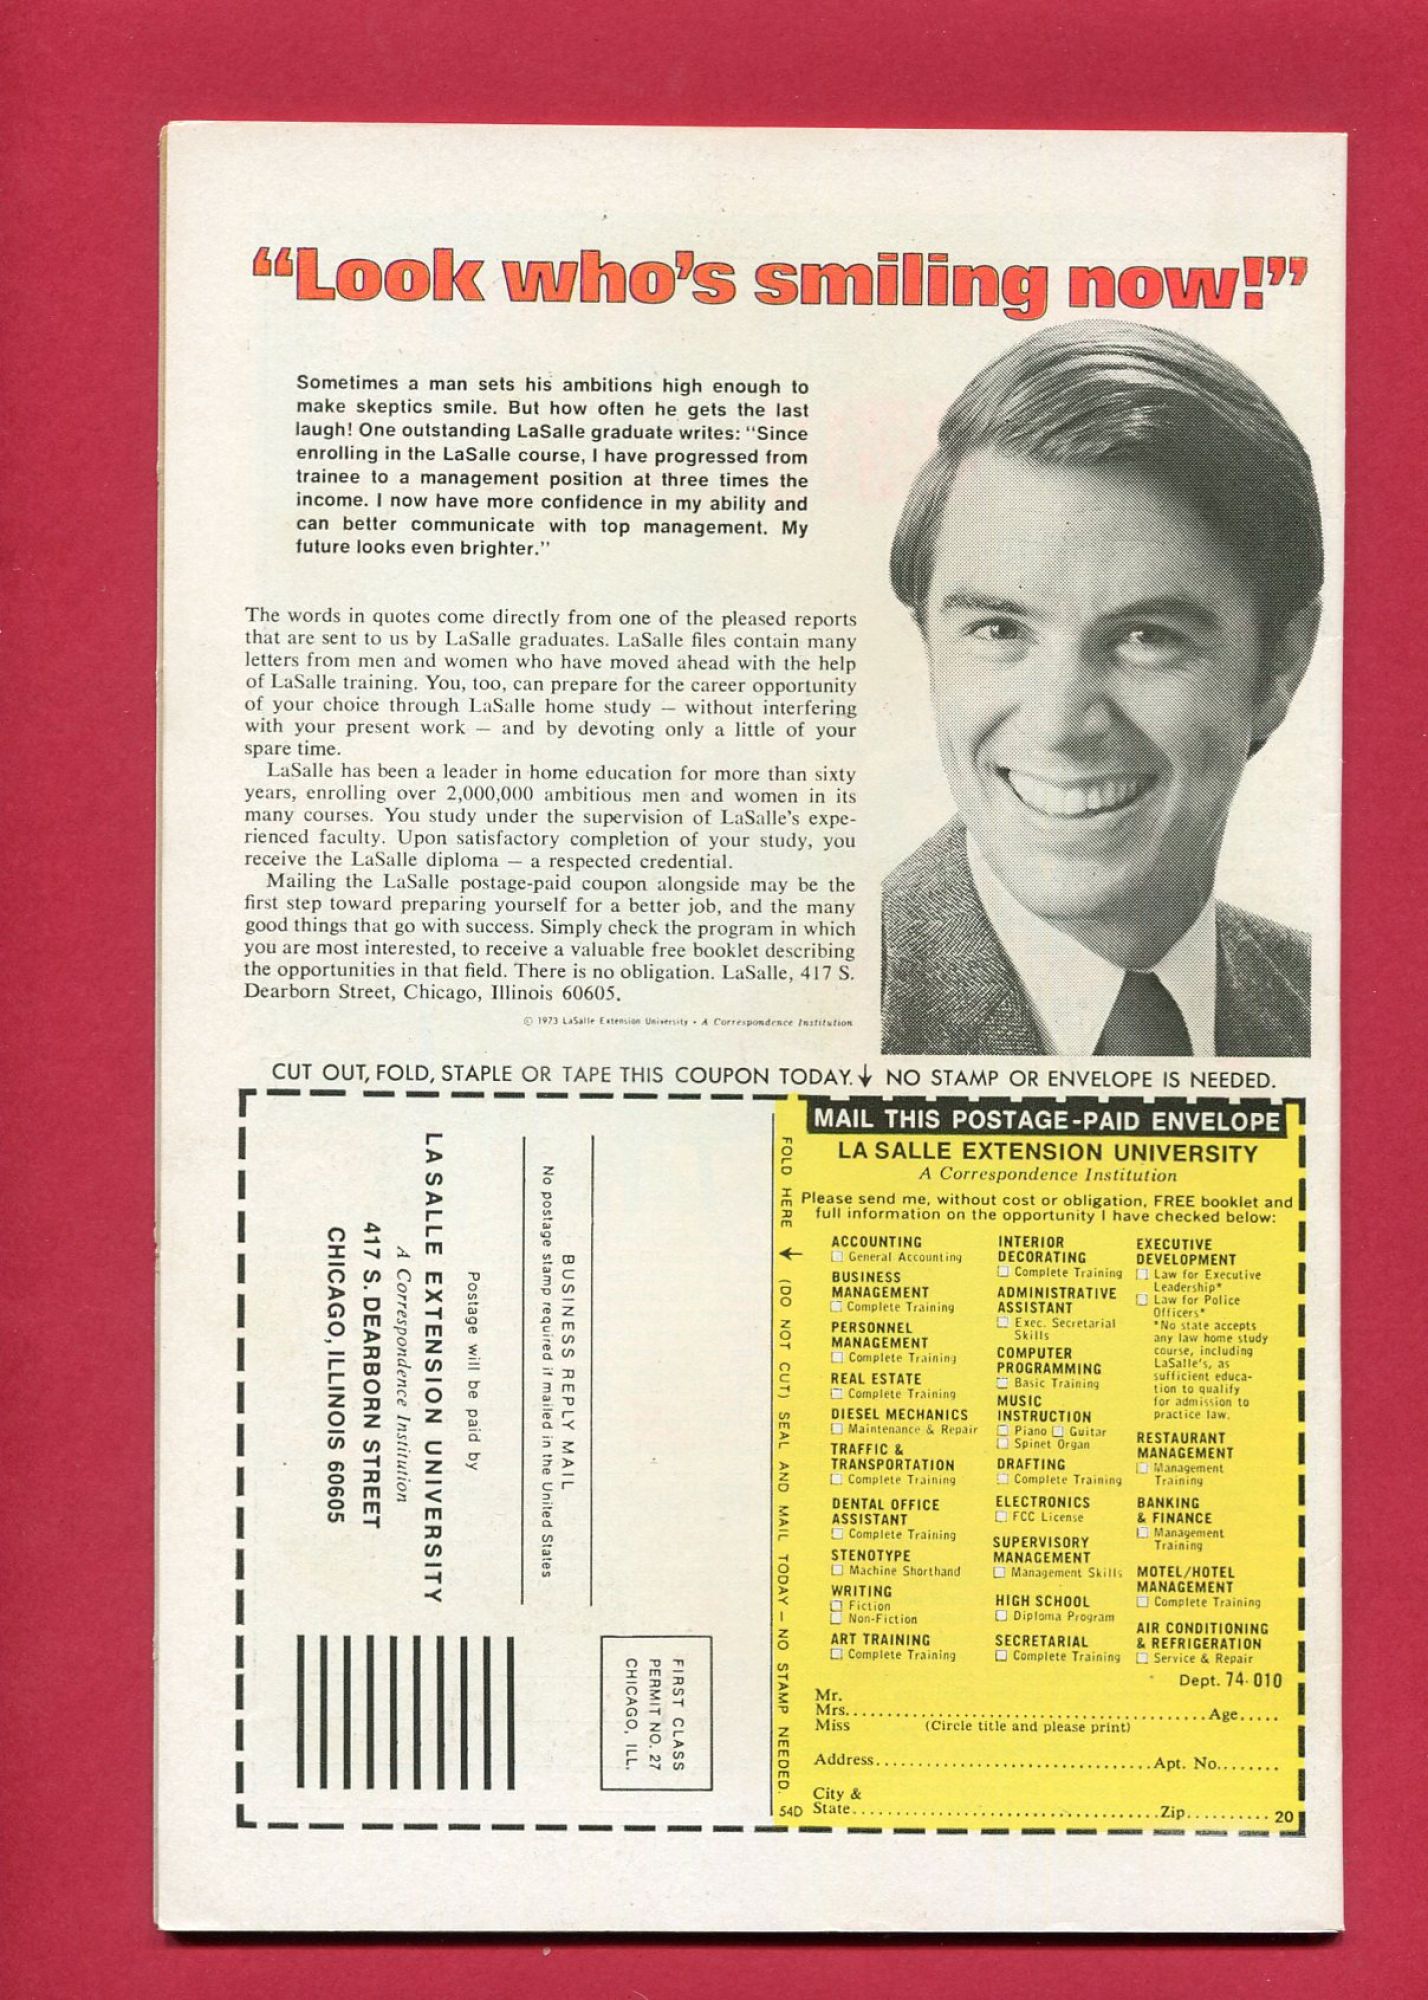 “Look who’s smiling now!”
Sometimes a man sets his ambitions high enough to
make skeptics smile. But how often he gets the last
laugh! One outstanding LaSalle graduate writes: “Since
enrolling in the LaSalle course, I have progressed from
trainee to a management position at three times the
income. I now have more confidence in my ability and
can better communicate with top management. My
future looks even brighter.”
The words in quotes come directly from one of the pleased reports
that are sent to us by LaSalle graduates. LaSalle files contain many
letters from men and women who have moved ahead with the help
of LaSalle training. You, too, can prepare for the career opportunity
of your choice through LaSalle home study — without interfering
with your present work — and by devoting only a little of your
spare time.
LaSalle has been a leader in home education for more than sixty
years, enrolling over 2,000,000 ambitious men and women in its
many courses. You study under the supervision of LaSalle’s expe-
rienced faculty. Upon satisfactory completion of your study, you
receive the LaSalle diploma — a respected credential.
Mailing the LaSalle postage-paid coupon alongside may be the
first step toward preparing yourself for a better job, and the many
good things that go with success. Simply check the program in which
you are most interested, to receive a valuable free booklet describing
the opportunities in that field. There is no obligation. LaSalle, 417 S.
Dearborn Street, Chicago, Illinois 60605.
© 1973 LaSalle Extension University • A Correspondence Institution
CUT OUT, FOLD, STAPLE OR TAPE THIS COUPON TODAY. ↓ NO STAMP OR ENVELOPE IS NEEDED.
FIRST CLASS
PERMIT NO. 27
CHICAGO, ILL.
BUSINESS REPLY MAIL
No postage stamp required if mailed in the United States
Postage will be paid by
LA SALLE EXTENSION UNIVERSITY
A Correspondence Institution
417 S. DEARBORN STREET
CHICAGO, ILLINOIS 60605
FOLD HERE ↓ (DO NOT CUT) SEAL AND MAIL TODAY — NO STAMP NEEDED.
54D
MAIL THIS POSTAGE-PAID ENVELOPE
LA SALLE EXTENSION UNIVERSITY
A Correspondence Institution
Please send me, without cost or obligation, FREE booklet and
full information on the opportunity I have checked below:
ACCOUNTING
☐ General Accounting
BUSINESS
MANAGEMENT
☐ Complete Training
PERSONNEL
MANAGEMENT
☐ Complete Training
REAL ESTATE
☐ Complete Training
DIESEL MECHANICS
☐ Maintenance & Repair
TRAFFIC &
TRANSPORTATION
☐ Complete Training
DENTAL OFFICE
ASSISTANT
☐ Complete Training
STENOTYPE
☐ Machine Shorthand
WRITING
☐ Fiction
☐ Non-Fiction
ART TRAINING
☐ Complete Training
INTERIOR
DECORATING
☐ Complete Training
ADMINISTRATIVE
ASSISTANT
☐ Exec. Secretarial
Skills
COMPUTER
PROGRAMMING
☐ Basic Training
MUSIC
INSTRUCTION
☐ Piano ☐ Guitar
☐ Spinet Organ
DRAFTING
☐ Complete Training
ELECTRONICS
☐ FCC License
SUPERVISORY
MANAGEMENT
☐ Management Skills
HIGH SCHOOL
☐ Diploma Program
SECRETARIAL
☐ Complete Training
EXECUTIVE
DEVELOPMENT
☐ Law for Executive
Leadership*
☐ Law for Police
Officers*
*No state accepts
any law home study
course, including
LaSalle’s, as
sufficient educa-
tion to qualify
for admission to
practice law.
RESTAURANT
MANAGEMENT
☐ Management
Training
BANKING
& FINANCE
☐ Management
Training
MOTEL/HOTEL
MANAGEMENT
☐ Complete Training
AIR CONDITIONING
& REFRIGERATION
☐ Service & Repair
Dept. 74-010
Mr.
Mrs. Age
Miss (Circle title and please print)
Address Apt. No.
City &
State Zip 20